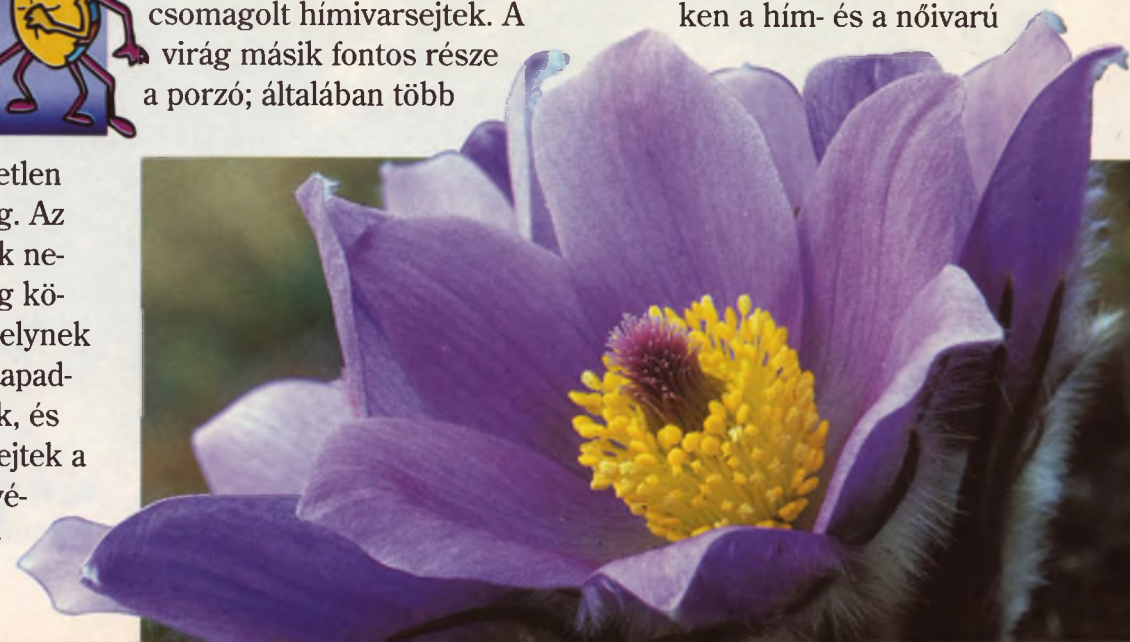 etlen
g. Az
k ne-
g kö-
elynek
apad-
k, és
ejtek a
vé-
csomagolt hímivarsejtek. A
virág másik fontos része
a porzó; általában több
ken a hím- és a nőivarú